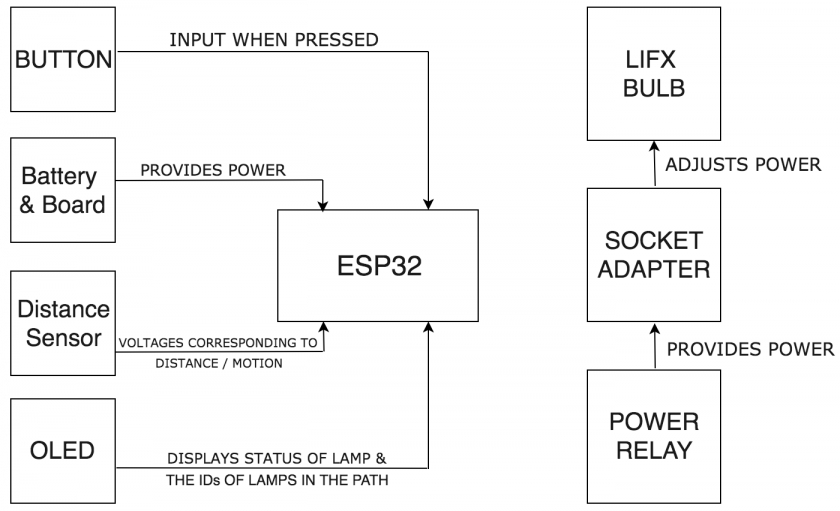 BUTTON
INPUT WHEN PRESSED
Battery
& Board
PROVIDES POWER
ESP32
Distance
Sensor
VOLTAGES CORRESPONDING TO
DISTANCE / MOTION
OLED
DISPLAYS STATUS OF LAMP &
THE IDs OF LAMPS IN THE PATH
LIFX
BULB
ADJUSTS POWER
SOCKET
ADAPTER
PROVIDES POWER
POWER
RELAY